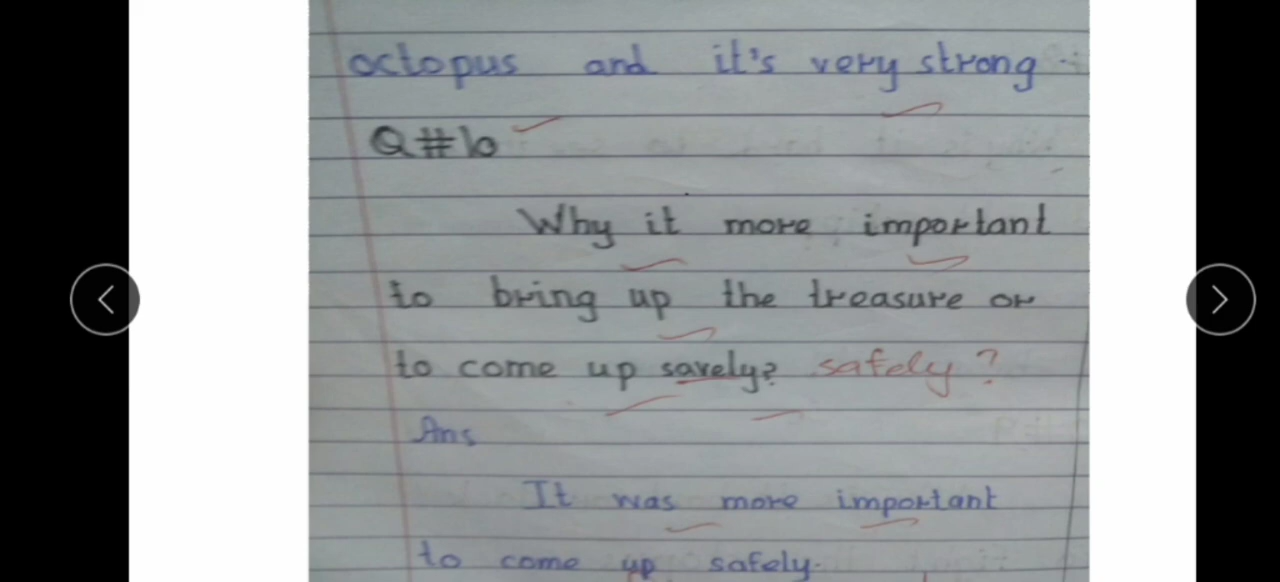 octopus and it's very strong
Q#b
Why it more important
to bring up the treasure or
to come up savely? safely?
Ans
It was more important
to come up safely.